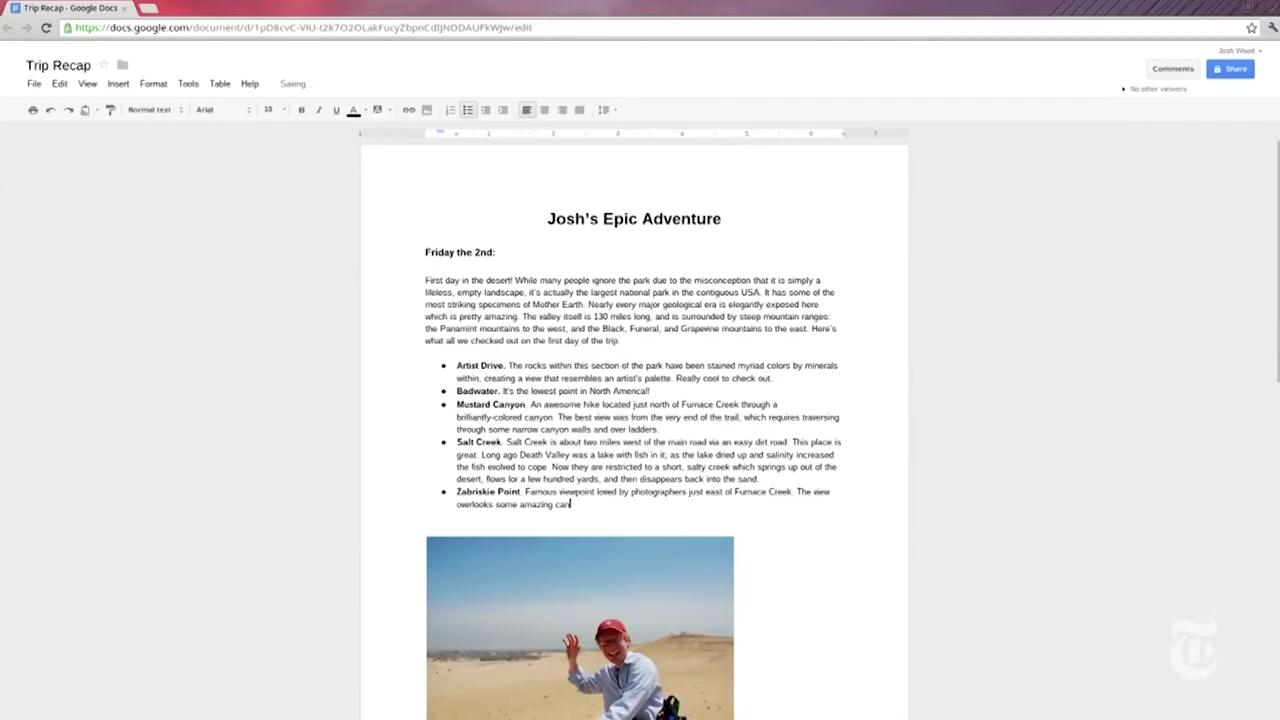 Trip Recap - Google Docs
Trip Recap
Josh Wood
File Edit View Insert Format Tools Table Help Saving...
Comments Share
No other viewers
Normal text Arial 10 B I U A A
1 1 2 3 4 5 6 7
Josh's Epic Adventure
Friday the 2nd:
First day in the desert! While many people ignore the park due to the misconception that it is simply a
lifeless, empty landscape, it's actually the largest national park in the contiguous USA. It has some of the
most striking specimens of Mother Earth. Nearly every major geological era is elegantly exposed here
which is pretty amazing. The valley itself is 130 miles long, and is surrounded by steep mountain ranges:
the Panamint mountains to the west, and the Black, Funeral, and Grapevine mountains to the east. Here's
what all we checked out on the first day of the trip:
● Artist Drive. The rocks within this section of the park have been stained myriad colors by minerals
within, creating a view that resembles an artist's palette. Really cool to check out.
● Badwater. It's the lowest point in North America!!
● Mustard Canyon. An awesome hike located just north of Furnace Creek through a
brilliantly-colored canyon. The best view was from the very end of the trail, which requires traversing
through some narrow canyon walls and over ladders.
● Salt Creek. Salt Creek is about two miles west of the main road via an easy dirt road. This place is
great. Long ago Death Valley was a lake with fish in it; as the lake dried up and salinity increased
the fish evolved to cope. Now they are restricted to a short, salty creek which springs up out of the
desert, flows for a few hundred yards, and then disappears back into the sand.
● Zabriskie Point. Famous viewpoint loved by photographers just east of Furnace Creek. The view
overlooks some amazing can
T